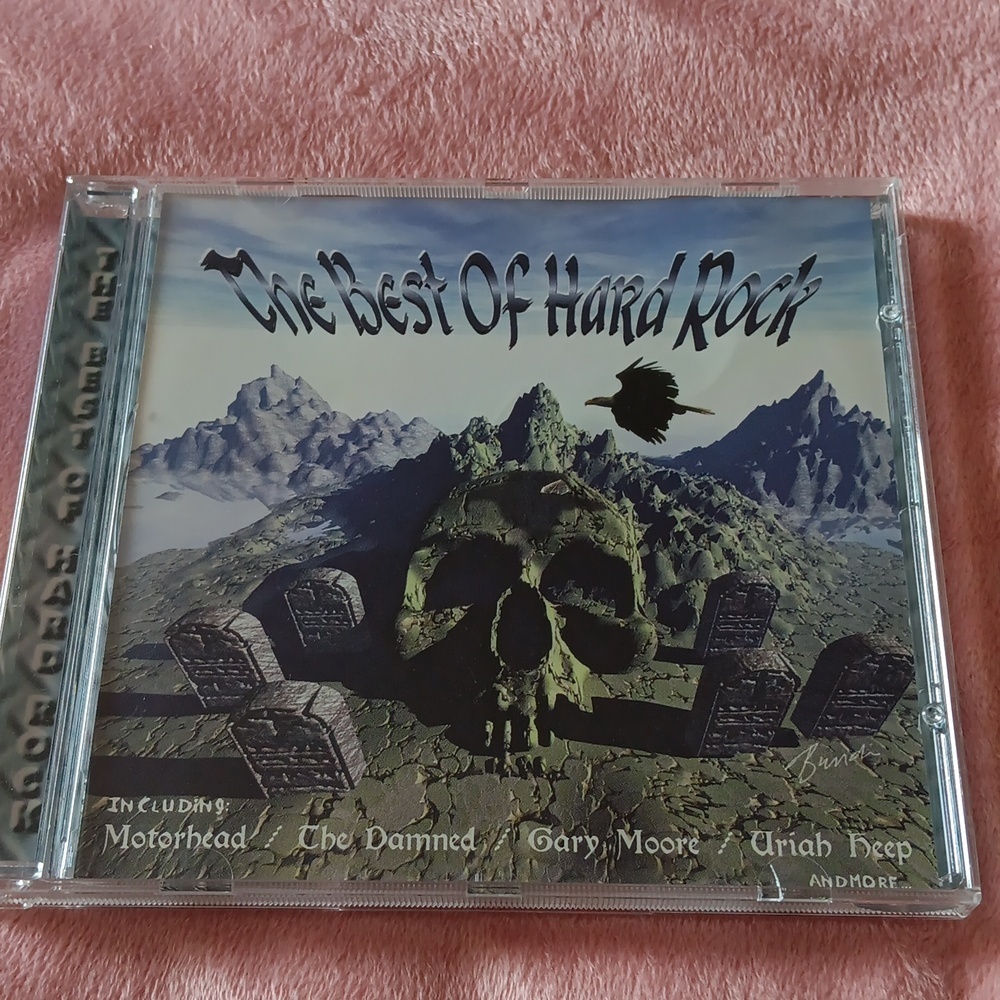 The Best Of Hard Rock
THE BEST OF HARD ROCK
INCLUDING:
Motorhead / The Damned / Gary Moore / Uriah Heep
AND MORE...